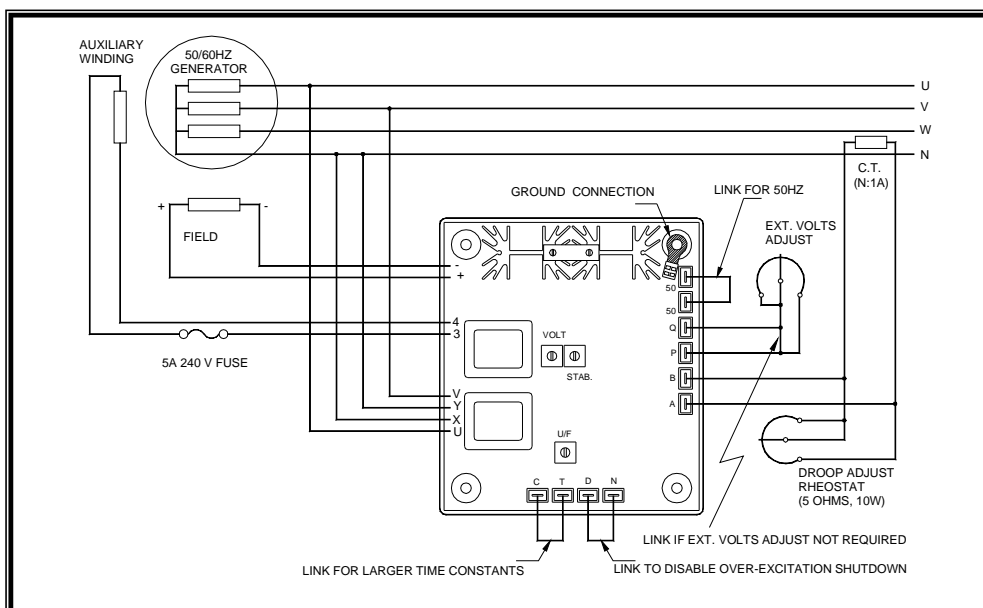 AUXILIARY
WINDING
50/60HZ
GENERATOR
U
V
W
N
C.T.
(N:1A)
GROUND CONNECTION
LINK FOR 50HZ
EXT. VOLTS
ADJUST
+
-
FIELD
-
+
50
50
4
3
Q
VOLT
5A 240 V FUSE
P
STAB.
B
V
Y
A
X
U
U/F
C
T
D
N
DROOP ADJUST
RHEOSTAT
(5 OHMS, 10W)
LINK IF EXT. VOLTS ADJUST NOT REQUIRED
LINK FOR LARGER TIME CONSTANTS
LINK TO DISABLE OVER-EXCITATION SHUTDOWN